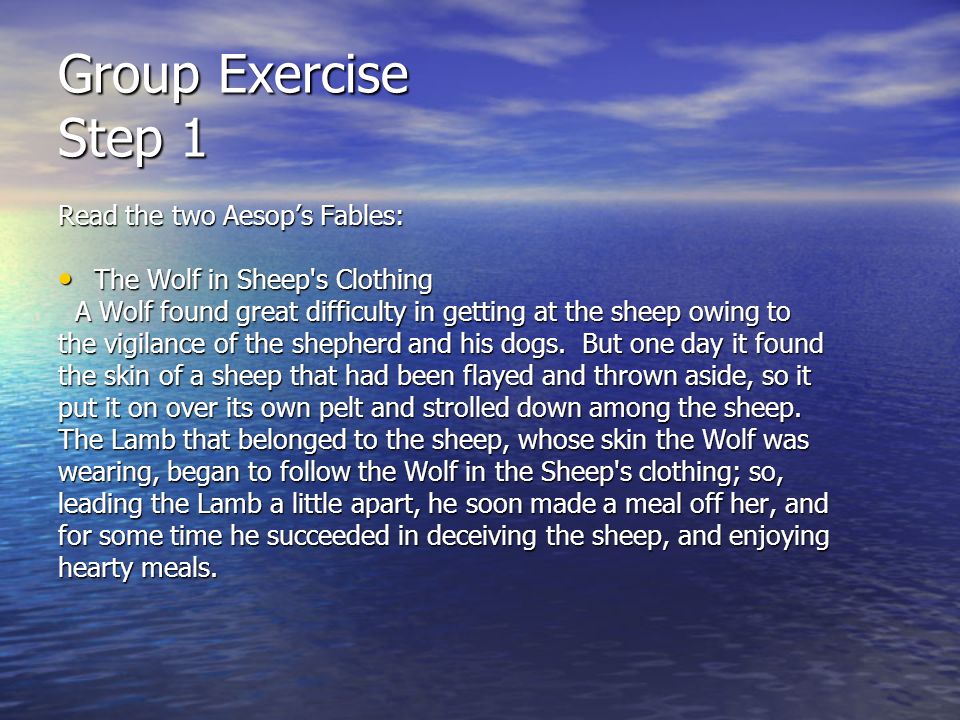 Group Exercise
Step 1
Read the two Aesop’s Fables:
• The Wolf in Sheep's Clothing
A Wolf found great difficulty in getting at the sheep owing to
the vigilance of the shepherd and his dogs.  But one day it found
the skin of a sheep that had been flayed and thrown aside, so it
put it on over its own pelt and strolled down among the sheep.
The Lamb that belonged to the sheep, whose skin the Wolf was
wearing, began to follow the Wolf in the Sheep's clothing; so,
leading the Lamb a little apart, he soon made a meal off her, and
for some time he succeeded in deceiving the sheep, and enjoying
hearty meals.